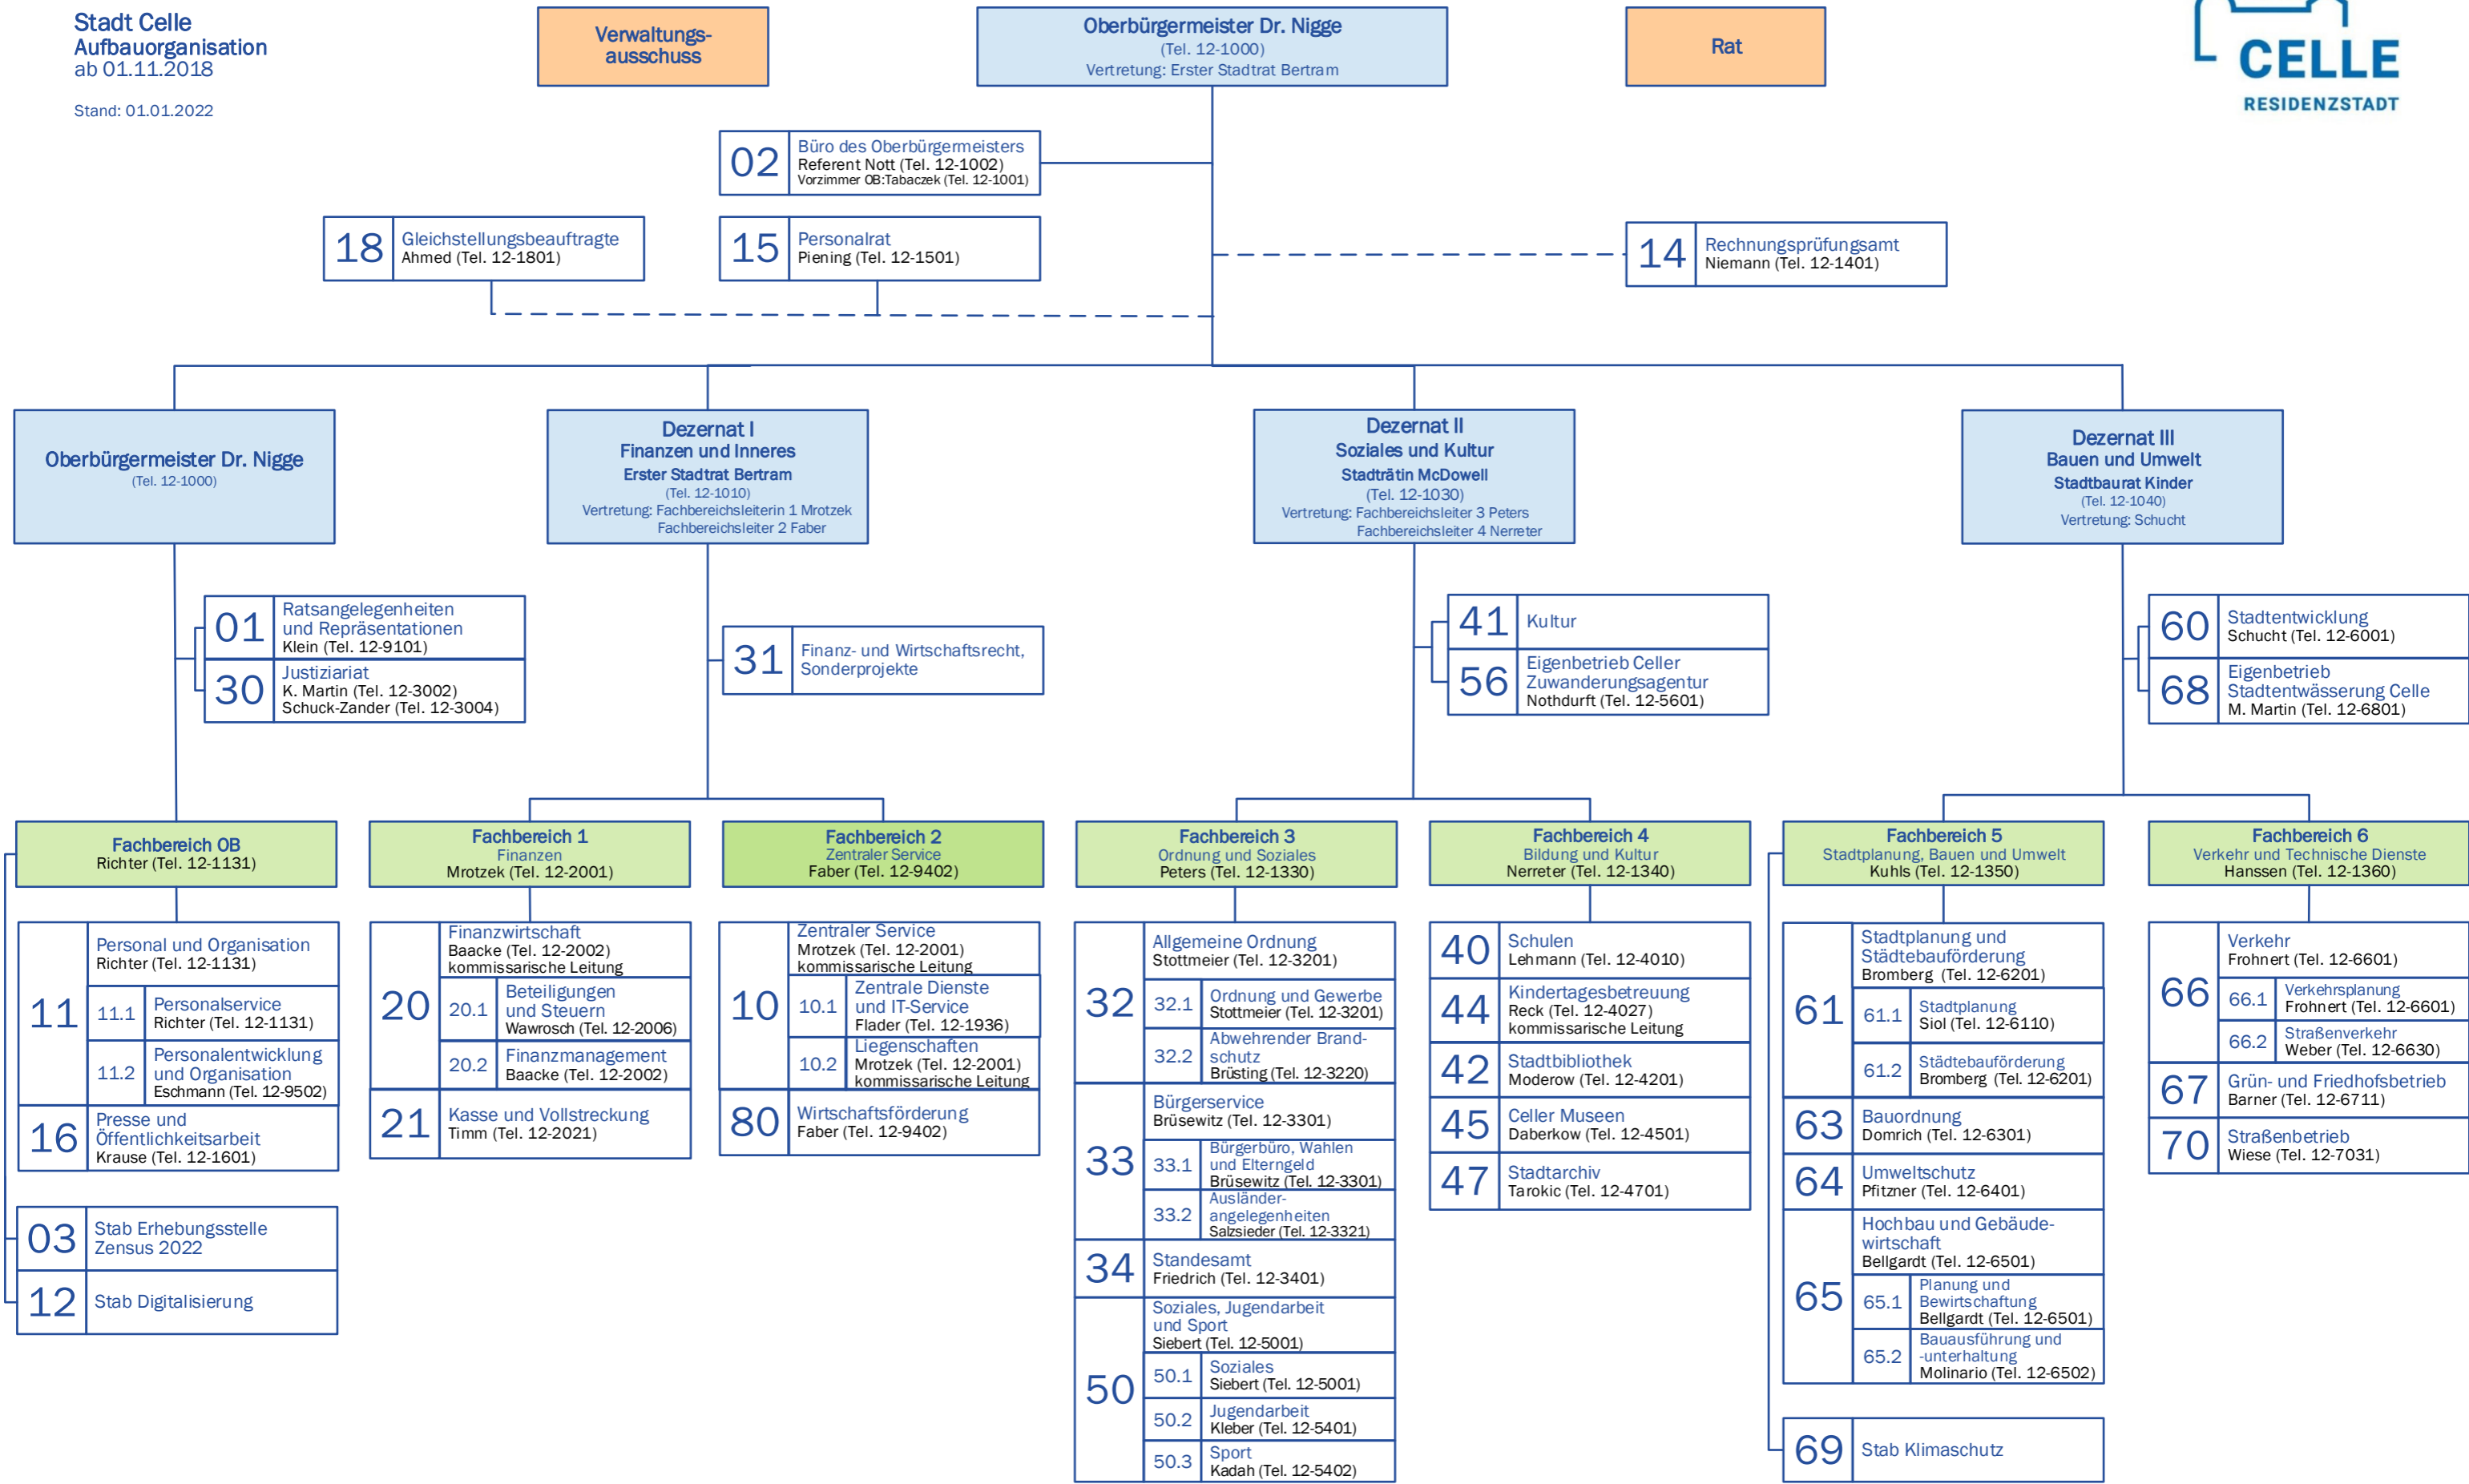 Stadt Celle
Aufbauorganisation
ab 01.11.2018
Stand: 01.01.2022
Verwaltungs-
ausschuss
Oberbürgermeister Dr. Nigge
(Tel. 12-1000)
Vertretung: Erster Stadtrat Bertram
Rat
CELLE
RESIDENZSTADT
02
Büro des Oberbürgermeisters
Referent Nott (Tel. 12-1002)
Vorzimmer OB:Tabaczek (Tel. 12-1001)
18
Gleichstellungsbeauftragte
Ahmed (Tel. 12-1801)
15
Personalrat
Piening (Tel. 12-1501)
14
Rechnungsprüfungsamt
Niemann (Tel. 12-1401)
Oberbürgermeister Dr. Nigge
(Tel. 12-1000)
Dezernat I
Finanzen und Inneres
Erster Stadtrat Bertram
(Tel. 12-1010)
Vertretung: Fachbereichsleiterin 1 Mrotzek
Fachbereichsleiter 2 Faber
Dezernat II
Soziales und Kultur
Stadträtin McDowell
(Tel. 12-1030)
Vertretung: Fachbereichsleiter 3 Peters
Fachbereichsleiter 4 Nerreter
Dezernat III
Bauen und Umwelt
Stadtbaurat Kinder
(Tel. 12-1040)
Vertretung: Schucht
01
Ratsangelegenheiten
und Repräsentationen
Klein (Tel. 12-9101)
30
Justiziariat
K. Martin (Tel. 12-3002)
Schuck-Zander (Tel. 12-3004)
31
Finanz- und Wirtschaftsrecht,
Sonderprojekte
41
Kultur
56
Eigenbetrieb Celler
Zuwanderungsagentur
Nothdurft (Tel. 12-5601)
60
Stadtentwicklung
Schucht (Tel. 12-6001)
68
Eigenbetrieb
Stadtentwässerung Celle
M. Martin (Tel. 12-6801)
Fachbereich OB
Richter (Tel. 12-1131)
11
Personal und Organisation
Richter (Tel. 12-1131)
11.1
Personalservice
Richter (Tel. 12-1131)
11.2
Personalentwicklung
und Organisation
Eschmann (Tel. 12-9502)
16
Presse und
Öffentlichkeitsarbeit
Krause (Tel. 12-1601)
03
Stab Erhebungsstelle
Zensus 2022
12
Stab Digitalisierung
Fachbereich 1
Finanzen
Mrotzek (Tel. 12-2001)
20
Finanzwirtschaft
Baacke (Tel. 12-2002)
kommissarische Leitung
20.1
Beteiligungen
und Steuern
Wawrosch (Tel. 12-2006)
20.2
Finanzmanagement
Baacke (Tel. 12-2002)
21
Kasse und Vollstreckung
Timm (Tel. 12-2021)
Fachbereich 2
Zentraler Service
Faber (Tel. 12-9402)
10
Zentraler Service
Mrotzek (Tel. 12-2001)
kommissarische Leitung
10.1
Zentrale Dienste
und IT-Service
Flader (Tel. 12-1936)
10.2
Liegenschaften
Mrotzek (Tel. 12-2001)
kommissarische Leitung
80
Wirtschaftsförderung
Faber (Tel. 12-9402)
Fachbereich 3
Ordnung und Soziales
Peters (Tel. 12-1330)
32
Allgemeine Ordnung
Stottmeier (Tel. 12-3201)
32.1
Ordnung und Gewerbe
Stottmeier (Tel. 12-3201)
32.2
Abwehrender Brand-
schutz
Brüsting (Tel. 12-3220)
33
Bürgerservice
Brüsewitz (Tel. 12-3301)
33.1
Bürgerbüro, Wahlen
und Elterngeld
Brüsewitz (Tel. 12-3301)
33.2
Ausländer-
angelegenheiten
Salzsieder (Tel. 12-3321)
34
Standesamt
Friedrich (Tel. 12-3401)
50
Soziales, Jugendarbeit
und Sport
Siebert (Tel. 12-5001)
50.1
Soziales
Siebert (Tel. 12-5001)
50.2
Jugendarbeit
Kleber (Tel. 12-5401)
50.3
Sport
Kadah (Tel. 12-5402)
Fachbereich 4
Bildung und Kultur
Nerreter (Tel. 12-1340)
40
Schulen
Lehmann (Tel. 12-4010)
44
Kindertagesbetreuung
Reck (Tel. 12-4027)
kommissarische Leitung
42
Stadtbibliothek
Moderow (Tel. 12-4201)
45
Celler Museen
Daberkow (Tel. 12-4501)
47
Stadtarchiv
Tarokic (Tel. 12-4701)
Fachbereich 5
Stadtplanung, Bauen und Umwelt
Kuhls (Tel. 12-1350)
61
Stadtplanung und
Städtebauförderung
Bromberg (Tel. 12-6201)
61.1
Stadtplanung
Siol (Tel. 12-6110)
61.2
Städtebauförderung
Bromberg (Tel. 12-6201)
63
Bauordnung
Domrich (Tel. 12-6301)
64
Umweltschutz
Pfitzner (Tel. 12-6401)
65
Hochbau und Gebäude-
wirtschaft
Bellgardt (Tel. 12-6501)
65.1
Planung und
Bewirtschaftung
Bellgardt (Tel. 12-6501)
65.2
Bauausführung und
-unterhaltung
Molinario (Tel. 12-6502)
69
Stab Klimaschutz
Fachbereich 6
Verkehr und Technische Dienste
Hanssen (Tel. 12-1360)
66
Verkehr
Frohnert (Tel. 12-6601)
66.1
Verkehrsplanung
Frohnert (Tel. 12-6601)
66.2
Straßenverkehr
Weber (Tel. 12-6630)
67
Grün- und Friedhofsbetrieb
Barner (Tel. 12-6711)
70
Straßenbetrieb
Wiese (Tel. 12-7031)